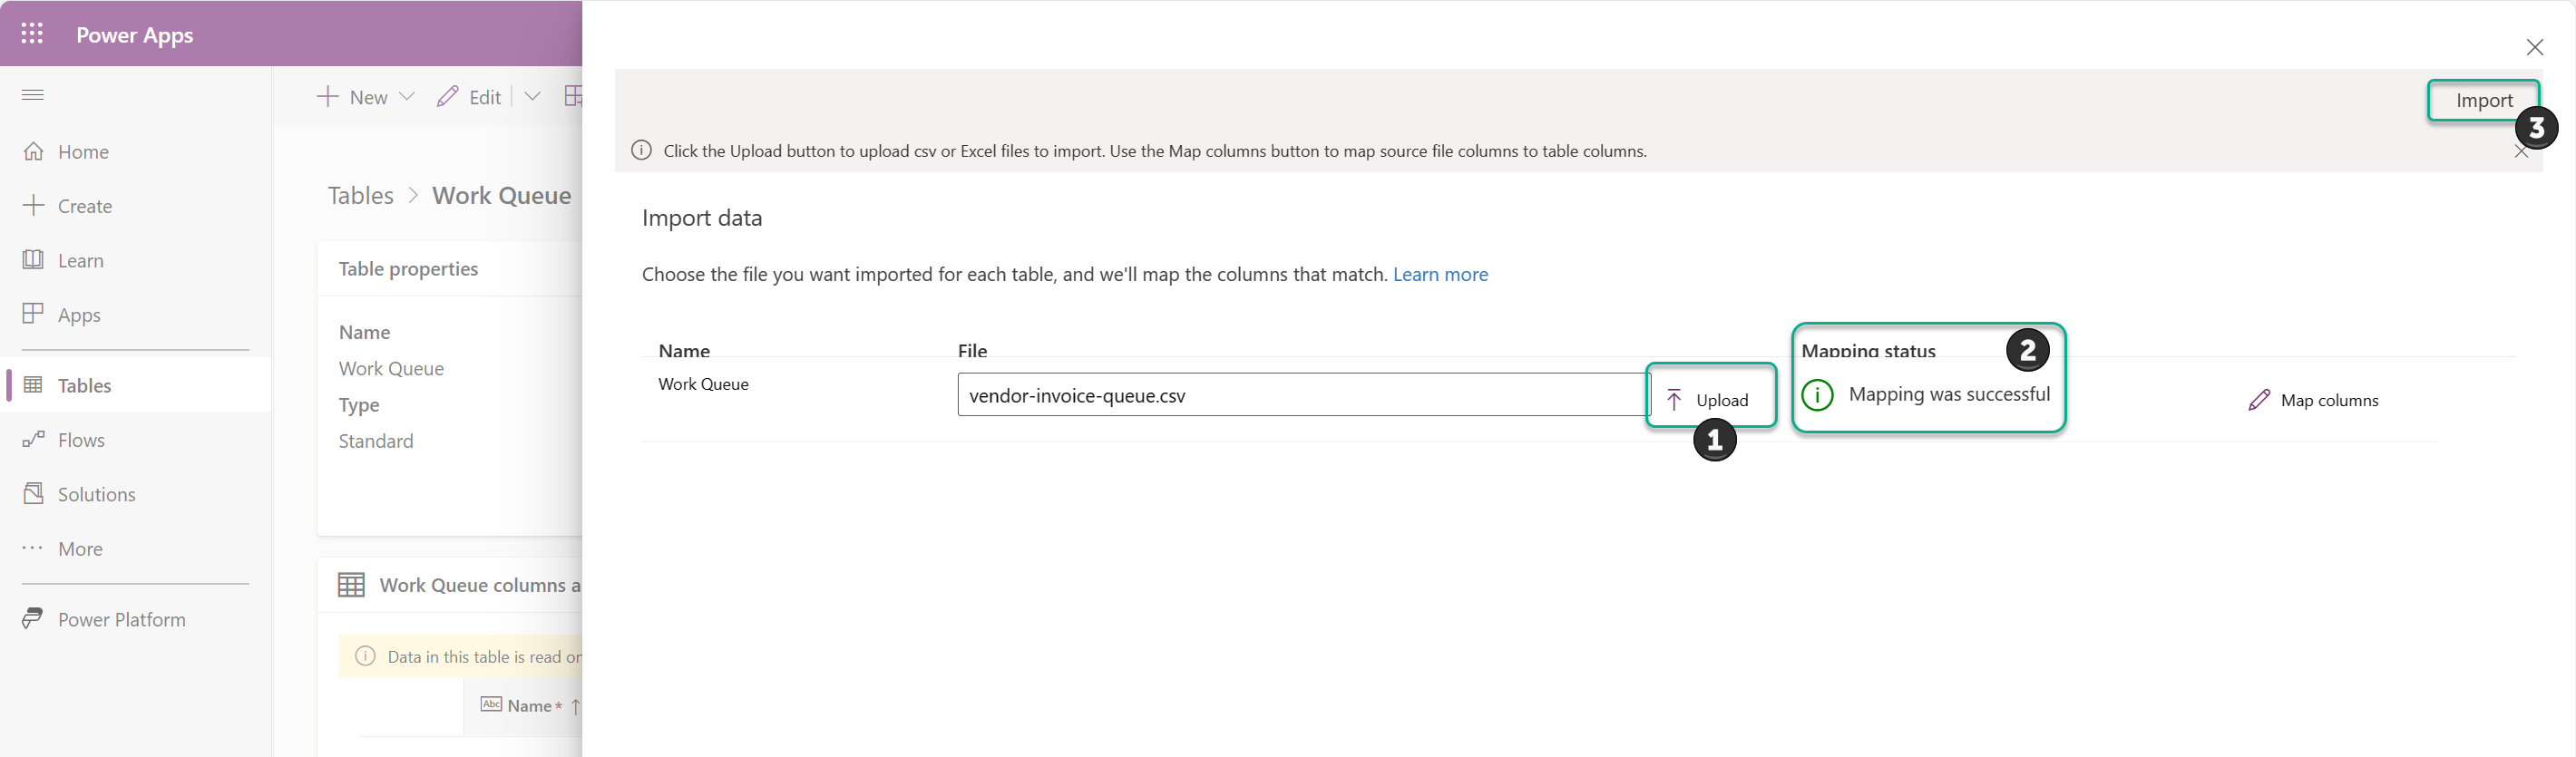 Power Apps
New
Edit
Import
3
Home
Click the Upload button to upload csv or Excel files to import. Use the Map columns button to map source file columns to table columns.
Create
Tables > Work Queue
Import data
Learn
Table properties
Choose the file you want imported for each table, and we'll map the columns that match. Learn more
Apps
Name
Work Queue
Type
Standard
Name
File
Mapping status
2
Work Queue
vendor-invoice-queue.csv
Upload
1
Mapping was successful
Map columns
Tables
Flows
Solutions
More
Work Queue columns a
Power Platform
Data in this table is read or
Abc Name *